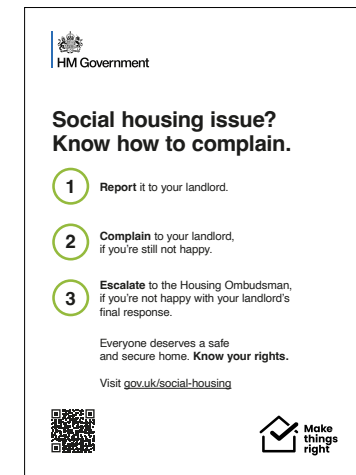 HM Government
Social housing issue?
Know how to complain.
1
Report it to your landlord.
2
Complain to your landlord,
if you're still not happy.
3
Escalate to the Housing Ombudsman,
if you're not happy with your landlord's
final response.
Everyone deserves a safe
and secure home. Know your rights.
Visit gov.uk/social-housing
Make
things
right